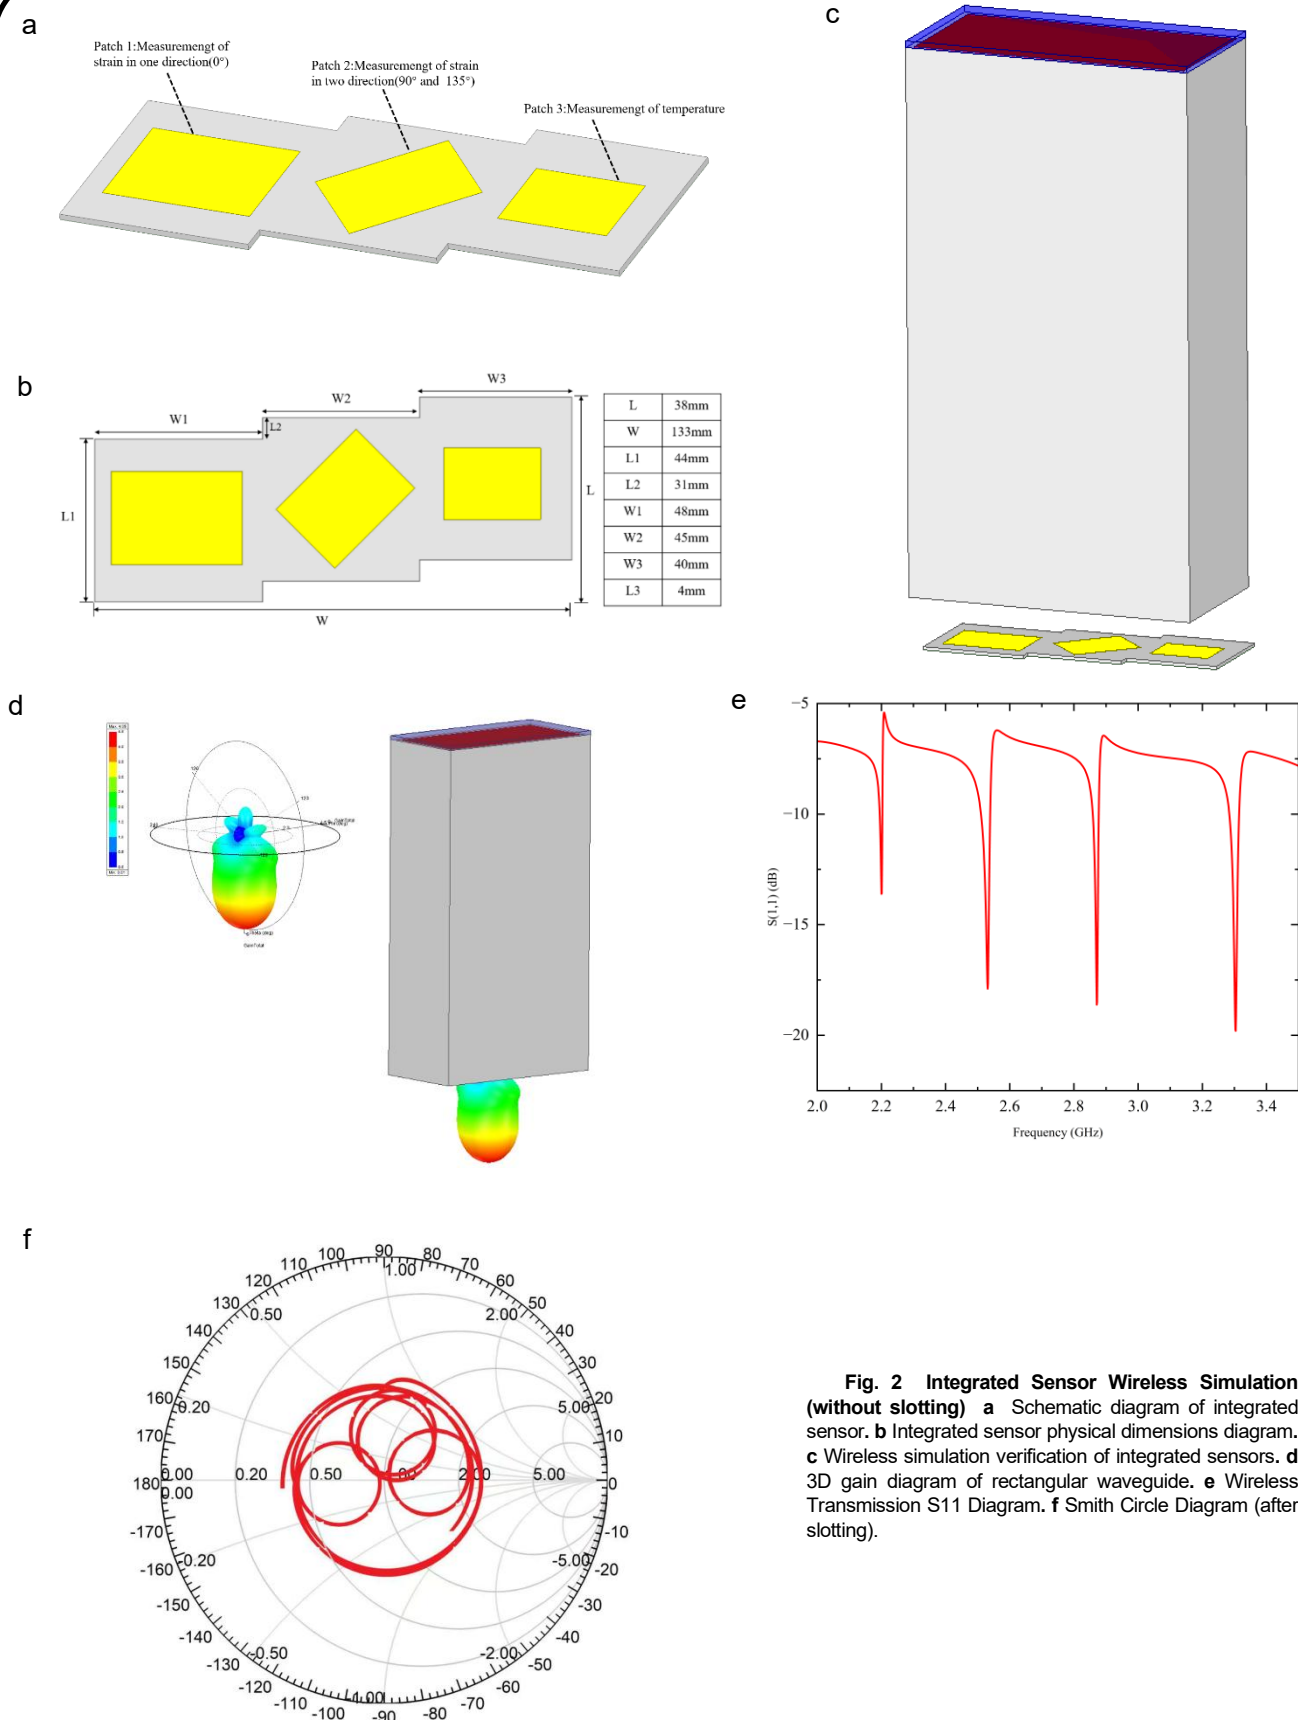 a
Patch 1:Measuremengt of
strain in one direction(0°)
Patch 2:Measuremengt of strain
in two direction(90° and 135°)
Patch 3:Measuremengt of temperature
c
b
W1
W2
W3
L2
L1
L
W
L 38mm
W 133mm
L1 44mm
L2 31mm
W1 48mm
W2 45mm
W3 40mm
L3 4mm
d
e
−5
−10
−15
−20
S(1,1) (dB)
2.0 2.2 2.4 2.6 2.8 3.0 3.2 3.4
Frequency (GHz)
f
90
100 80
110 70
120 60
130 50
140 40
150 30
160 20
170 10
180 0
-170 -10
-160 -20
-150 -30
-140 -40
-130 -50
-120 -60
-110 -70
-100 -80
-90
1.00
0.50 2.00
0.20 5.00
0.00 0.20 0.50 2.00 5.00
0.00
-0.20 -5.00
-0.50 -2.00
-1.00
Fig. 2 Integrated Sensor Wireless Simulation
(without slotting) a Schematic diagram of integrated
sensor. b Integrated sensor physical dimensions diagram.
c Wireless simulation verification of integrated sensors. d
3D gain diagram of rectangular waveguide. e Wireless
Transmission S11 Diagram. f Smith Circle Diagram (after
slotting).